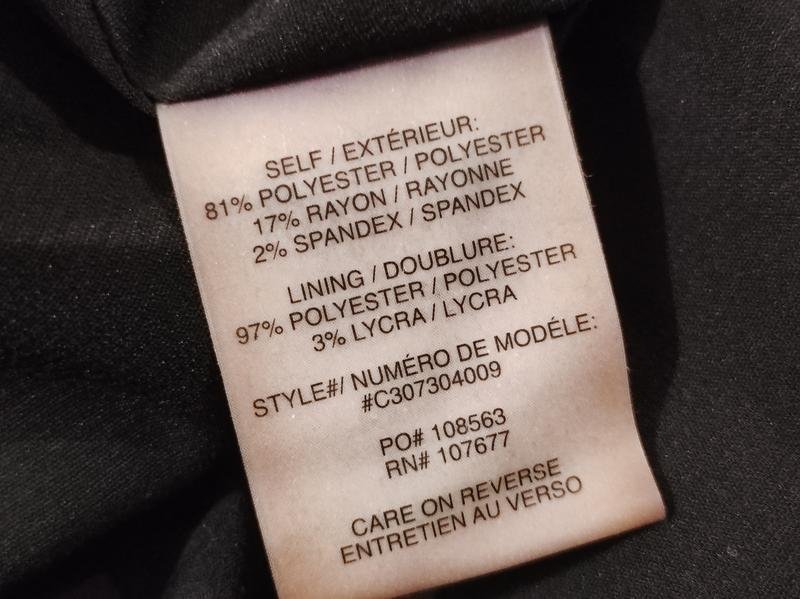 SELF / EXTÉRIEUR:
81% POLYESTER / POLYESTER
17% RAYON / RAYONNE
2% SPANDEX / SPANDEX
LINING / DOUBLURE:
97% POLYESTER / POLYESTER
3% LYCRA / LYCRA
STYLE#/ NUMÉRO DE MODÉLE:
#C307304009
PO# 108563
RN# 107677
CARE ON REVERSE
ENTRETIEN AU VERSO